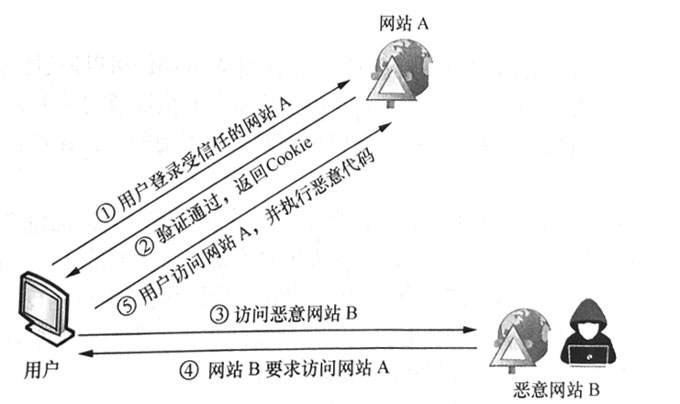 网站 A
① 用户登录受信任的网站 A
② 验证通过，返回Cookie
⑤ 用户访问网站 A，并执行恶意代码
③ 访问恶意网站 B
④ 网站 B 要求访问网站 A
用户
恶意网站 B